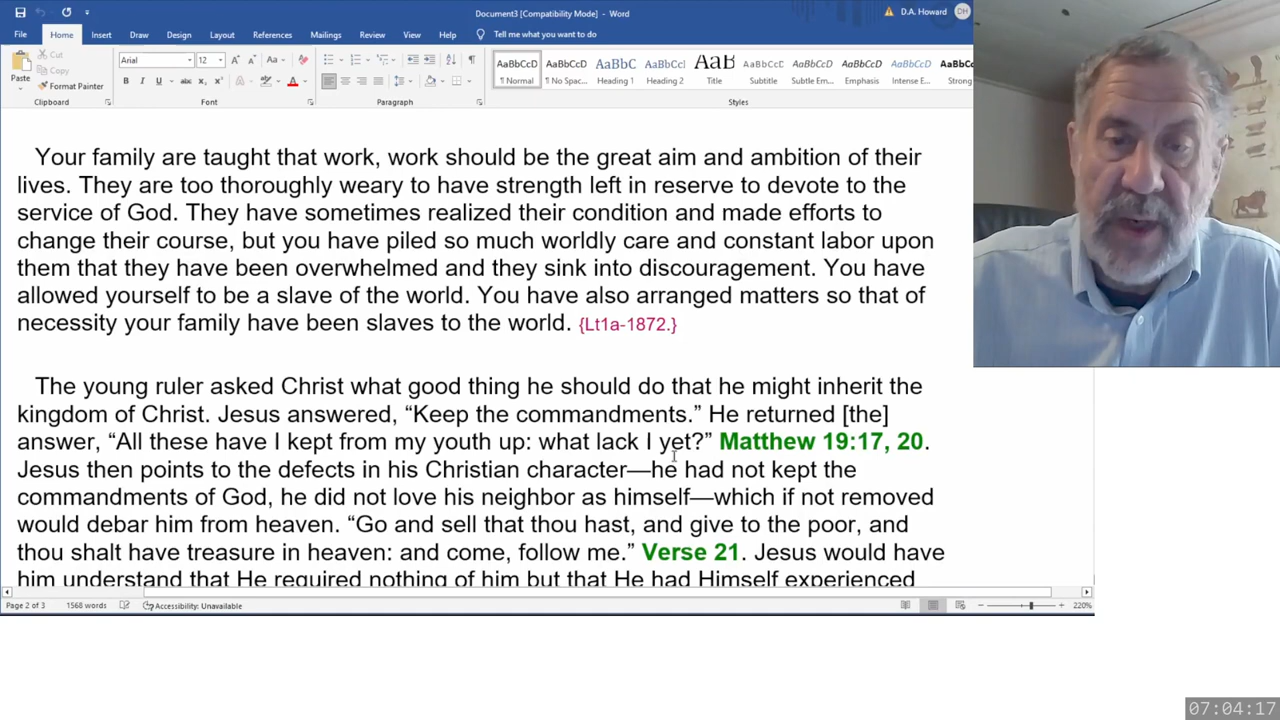 Document3 [Compatibility Mode] - Word
D.A. Howard
DH
File Home Insert Draw Design Layout References Mailings Review View Help Tell me what you want to do
Paste
Cut
Copy
Format Painter
Clipboard
Arial
12
Font
Paragraph
AaBbCcD AaBbCcD AaBbC AaBbCcl AaB AaBbCcD AaBbCcD AaBbCcD AaBbCcD AaBbC
¶ Normal ¶ No Spac... Heading 1 Heading 2 Title Subtitle Subtle Em... Emphasis Intense E... Strong
Styles
Your family are taught that work, work should be the great aim and ambition of their
lives. They are too thoroughly weary to have strength left in reserve to devote to the
service of God. They have sometimes realized their condition and made efforts to
change their course, but you have piled so much worldly care and constant labor upon
them that they have been overwhelmed and they sink into discouragement. You have
allowed yourself to be a slave of the world. You have also arranged matters so that of
necessity your family have been slaves to the world. {Lt1a-1872.}
The young ruler asked Christ what good thing he should do that he might inherit the
kingdom of Christ. Jesus answered, “Keep the commandments.” He returned [the]
answer, “All these have I kept from my youth up: what lack I yet?” Matthew 19:17, 20.
Jesus then points to the defects in his Christian character—he had not kept the
commandments of God, he did not love his neighbor as himself—which if not removed
would debar him from heaven. “Go and sell that thou hast, and give to the poor, and
thou shalt have treasure in heaven: and come, follow me.” Verse 21. Jesus would have
him understand that He required nothing of him but that He had Himself experienced
Page 2 of 3 1568 words Accessibility: Unavailable 220%
07:04:17